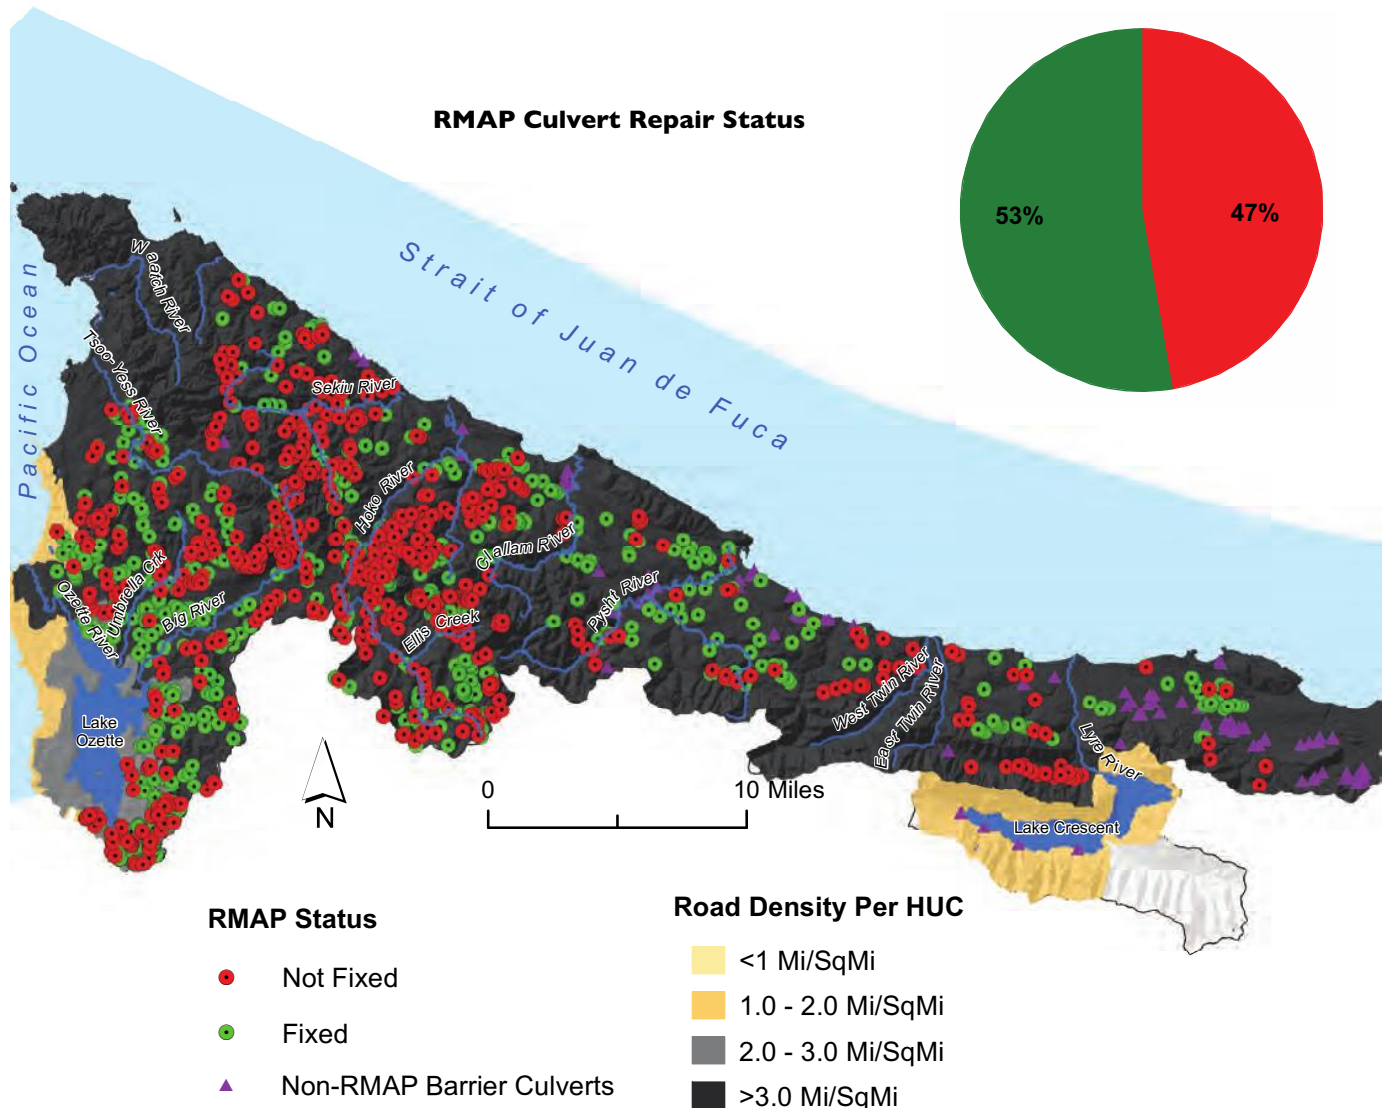 RMAP Culvert Repair Status
53%
47%
Pacific Ocean
Strait of Juan de Fuca
Waatch River
Tsoo-Yess River
Sekiu River
Hoko River
Clallam River
Umbrella Crk
Ozette River
Big River
Ellis Creek
Pysht River
West Twin River
East Twin River
Lyre River
Lake
Ozette
Lake Crescent
N
0
10 Miles
RMAP Status
Not Fixed
Fixed
Non-RMAP Barrier Culverts
Road Density Per HUC
<1 Mi/SqMi
1.0 - 2.0 Mi/SqMi
2.0 - 3.0 Mi/SqMi
>3.0 Mi/SqMi